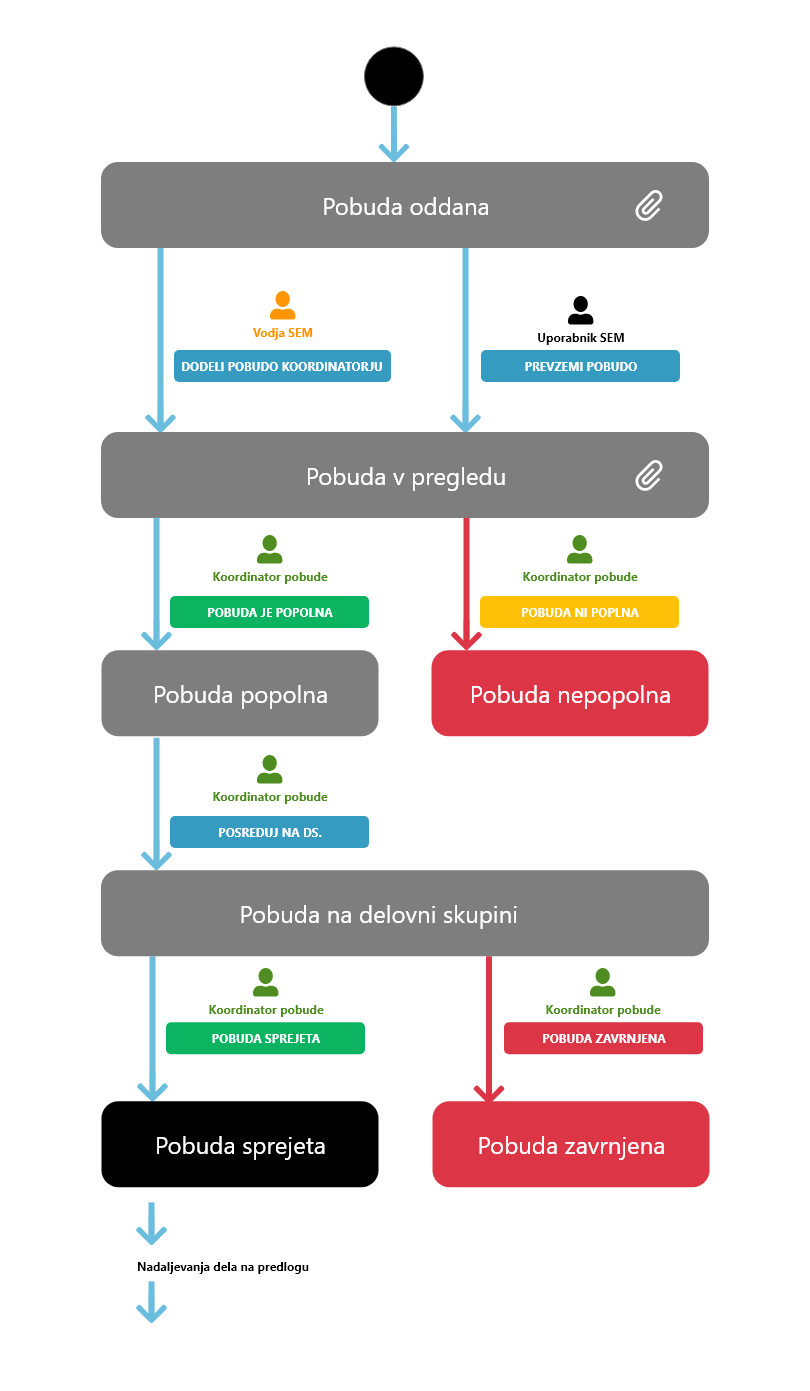 Pobuda oddana
Vodja SEM
Uporabnik SEM
DODELI POBUDO KOORDINATORJU
PREVZEMI POBUDO
Pobuda v pregledu
Koordinator pobude
Koordinator pobude
POBUDA JE POPOLNA
POBUDA NI POPLNA
Pobuda popolna
Pobuda nepopolna
Koordinator pobude
POSREDUJ NA DS.
Pobuda na delovni skupini
Koordinator pobude
Koordinator pobude
POBUDA SPREJETA
POBUDA ZAVRNJENA
Pobuda sprejeta
Pobuda zavrnjena
Nadaljevanja dela na predlogu